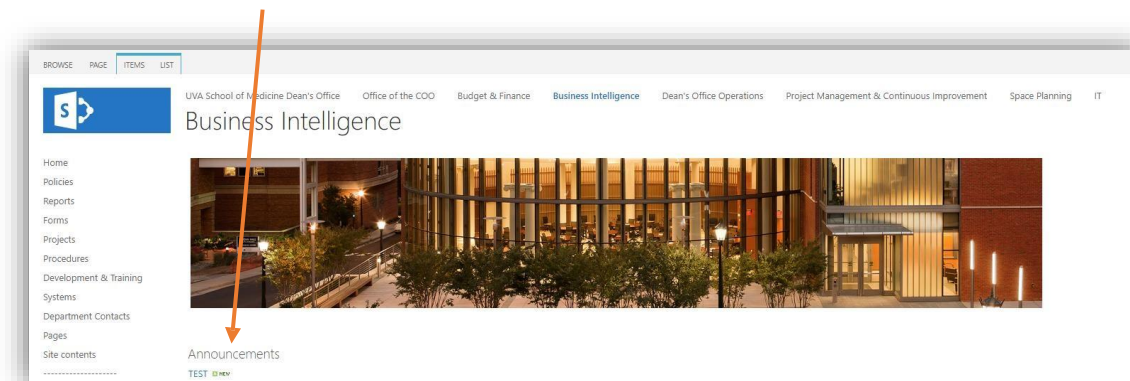 BROWSE PAGE ITEMS LIST
S
UVA School of Medicine Dean's Office Office of the COO Budget & Finance Business Intelligence Dean's Office Operations Project Management & Continuous Improvement Space Planning IT
Business Intelligence
Home
Policies
Reports
Forms
Projects
Procedures
Development & Training
Systems
Department Contacts
Pages
Site contents
--------------------
Announcements
TEST NEW